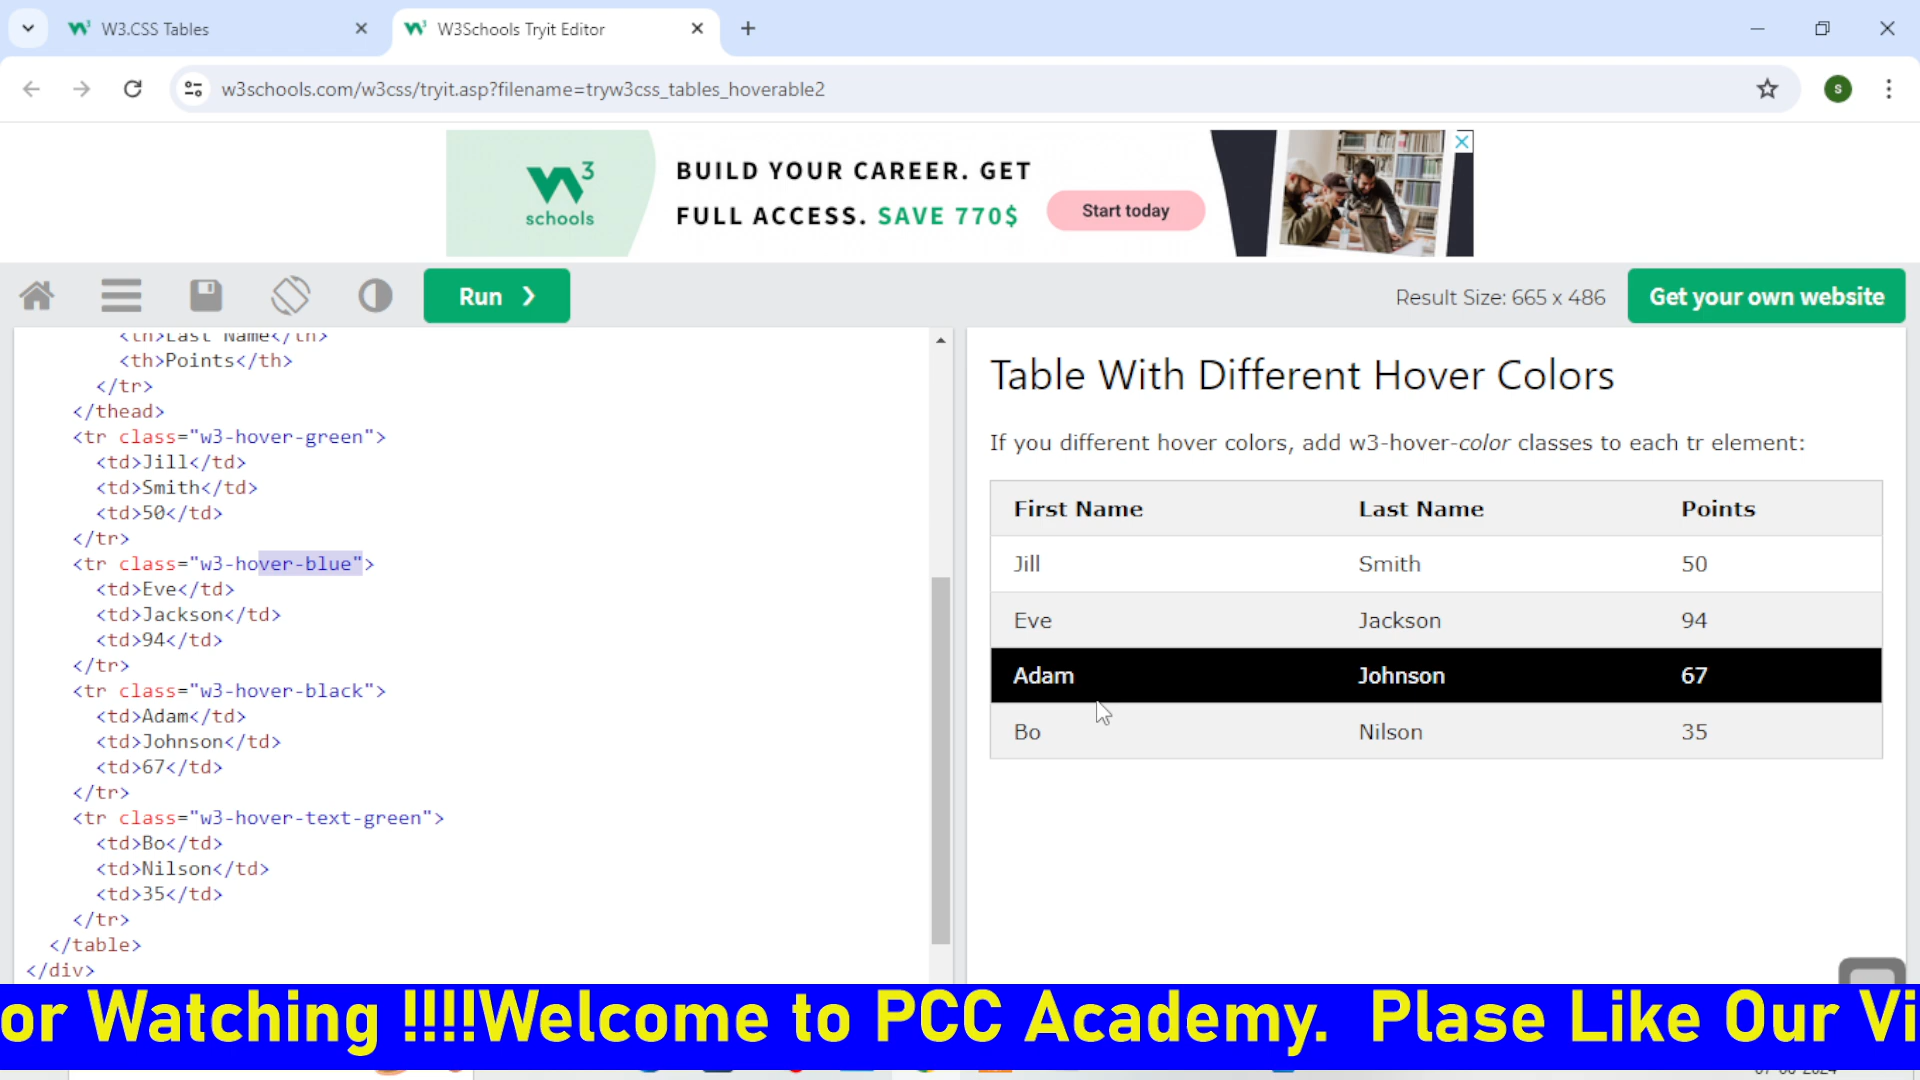 W3.CSS Tables
W3Schools Tryit Editor
w3schools.com/w3css/tryit.asp?filename=tryw3css_tables_hoverable2
S
W3 schools
BUILD YOUR CAREER. GET
FULL ACCESS. SAVE 770$
Start today
Run ❯
Result Size: 665 x 486
Get your own website
<th>Last Name</th>
<th>Points</th>
</tr>
</thead>
<tr class="w3-hover-green">
<td>Jill</td>
<td>Smith</td>
<td>50</td>
</tr>
<tr class="w3-hover-blue">
<td>Eve</td>
<td>Jackson</td>
<td>94</td>
</tr>
<tr class="w3-hover-black">
<td>Adam</td>
<td>Johnson</td>
<td>67</td>
</tr>
<tr class="w3-hover-text-green">
<td>Bo</td>
<td>Nilson</td>
<td>35</td>
</tr>
</table>
</div>
Table With Different Hover Colors
If you different hover colors, add w3-hover-color classes to each tr element:
First Name Last Name Points
Jill Smith 50
Eve Jackson 94
Adam Johnson 67
Bo Nilson 35
or Watching !!!!Welcome to PCC Academy. Plase Like Our Vi